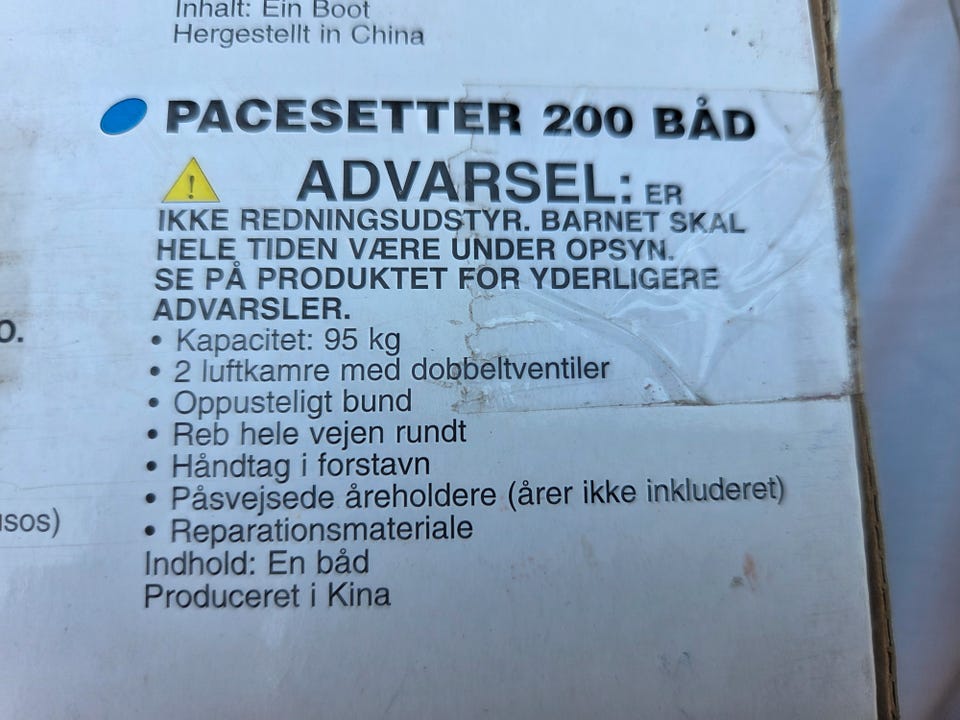 Inhalt: Ein Boot
Hergestellt in China
PACESETTER 200 BÅD
ADVARSEL: ER
IKKE REDNINGSUDSTYR. BARNET SKAL
HELE TIDEN VÆRE UNDER OPSYN.
SE PÅ PRODUKTET FOR YDERLIGERE
ADVARSLER.
• Kapacitet: 95 kg
• 2 luftkamre med dobbeltventiler
• Oppusteligt bund
• Reb hele vejen rundt
• Håndtag i forstavn
• Påsvejsede åreholdere (årer ikke inkluderet)
• Reparationsmateriale
Indhold: En båd
Produceret i Kina